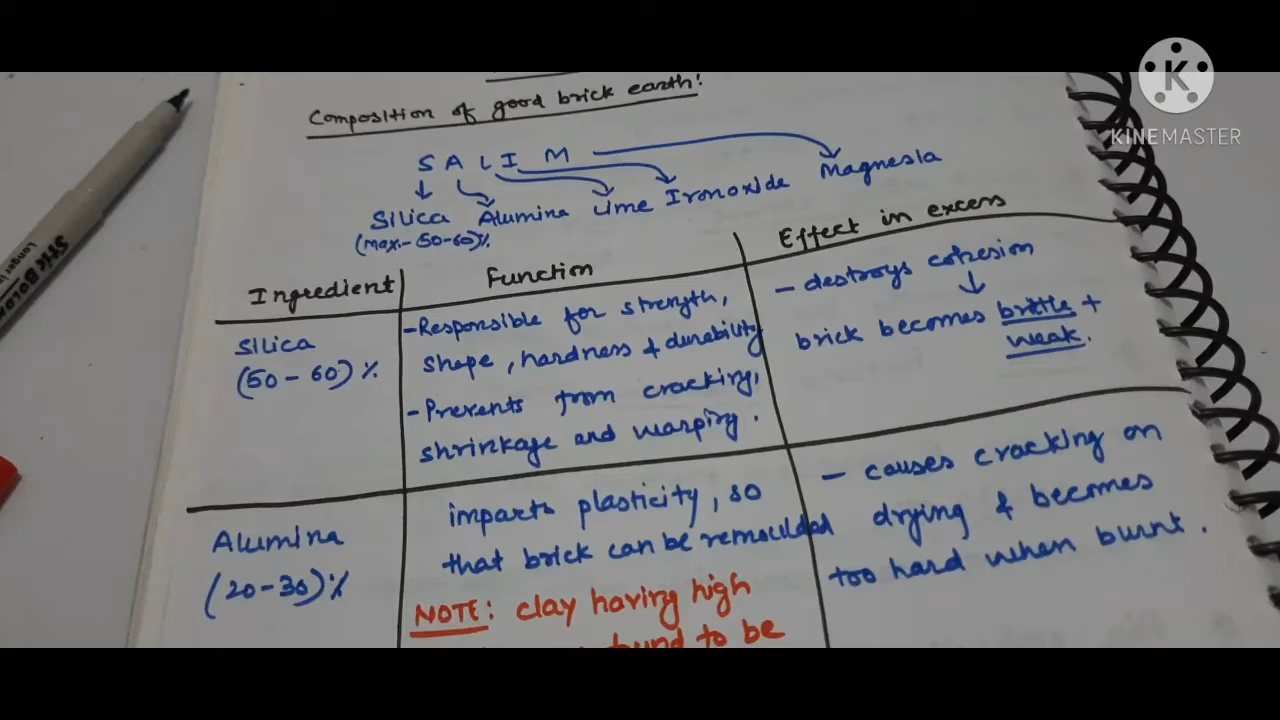 Composition of good brick earth:
S A L I M
Silica Alumina Lime Iron oxide Magnesia
(max.- 50-60)%
Ingredient Function Effect in excess
Silica
(50 - 60) %
- Responsible for strength,
shape, hardness & durability
- Prevents from cracking,
shrinkage and warping.
- destroys cohesion
brick becomes brittle +
weak.
Alumina
(20-30)%
imparts plasticity, so
that brick can be remoulded
NOTE: clay having high
found to be
- causes cracking on
drying & becomes
too hard when burnt.
K
KINEMASTER